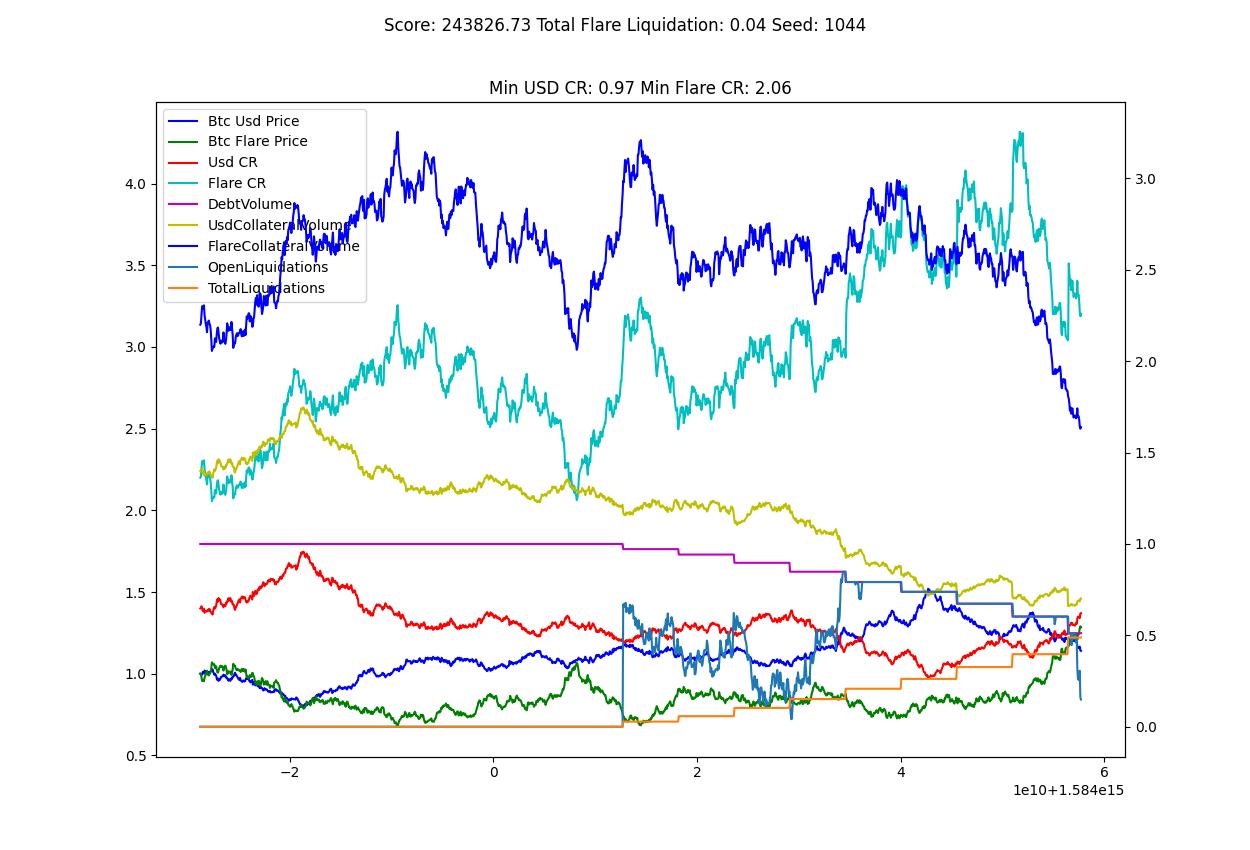 Score: 243826.73 Total Flare Liquidation: 0.04 Seed: 1044
Min USD CR: 0.97 Min Flare CR: 2.06
Btc Usd Price
Btc Flare Price
Usd CR
Flare CR
DebtVolume
UsdCollateralVolume
FlareCollateralVolume
OpenLiquidations
TotalLiquidations
4.0
3.5
3.0
2.5
2.0
1.5
1.0
0.5
3.0
2.5
2.0
1.5
1.0
0.5
0.0
−2
0
2
4
6
1e10+1.584e15